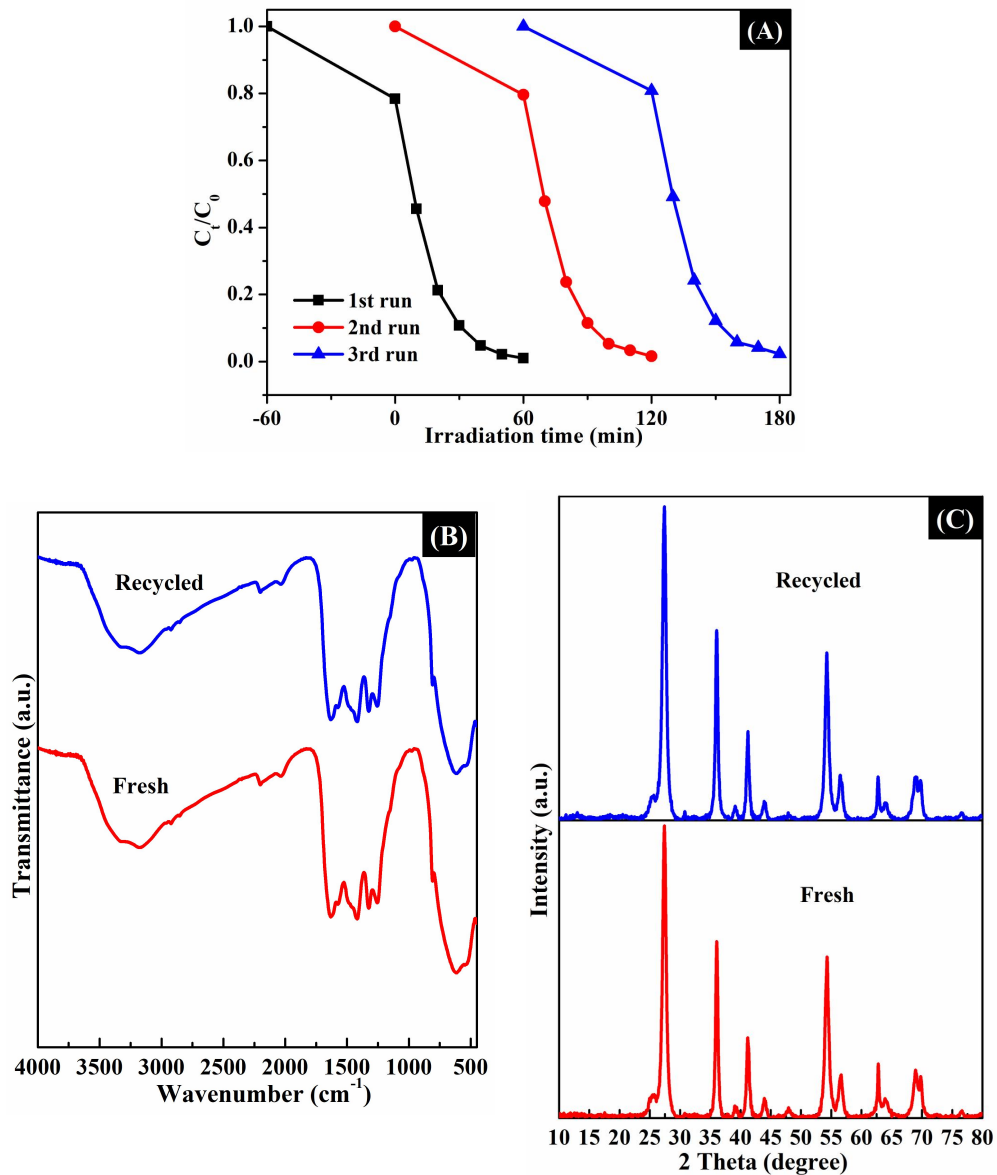 (A)
1.0
0.8
0.6
0.4
0.2
0.0
Cₜ/C₀
1st run
2nd run
3rd run
-60 0 60 120 180
Irradiation time (min)
(B)
Recycled
Fresh
Transmittance (a.u.)
4000 3500 3000 2500 2000 1500 1000 500
Wavenumber (cm⁻¹)
(C)
Recycled
Fresh
Intensity (a.u.)
10 15 20 25 30 35 40 45 50 55 60 65 70 75 80
2 Theta (degree)